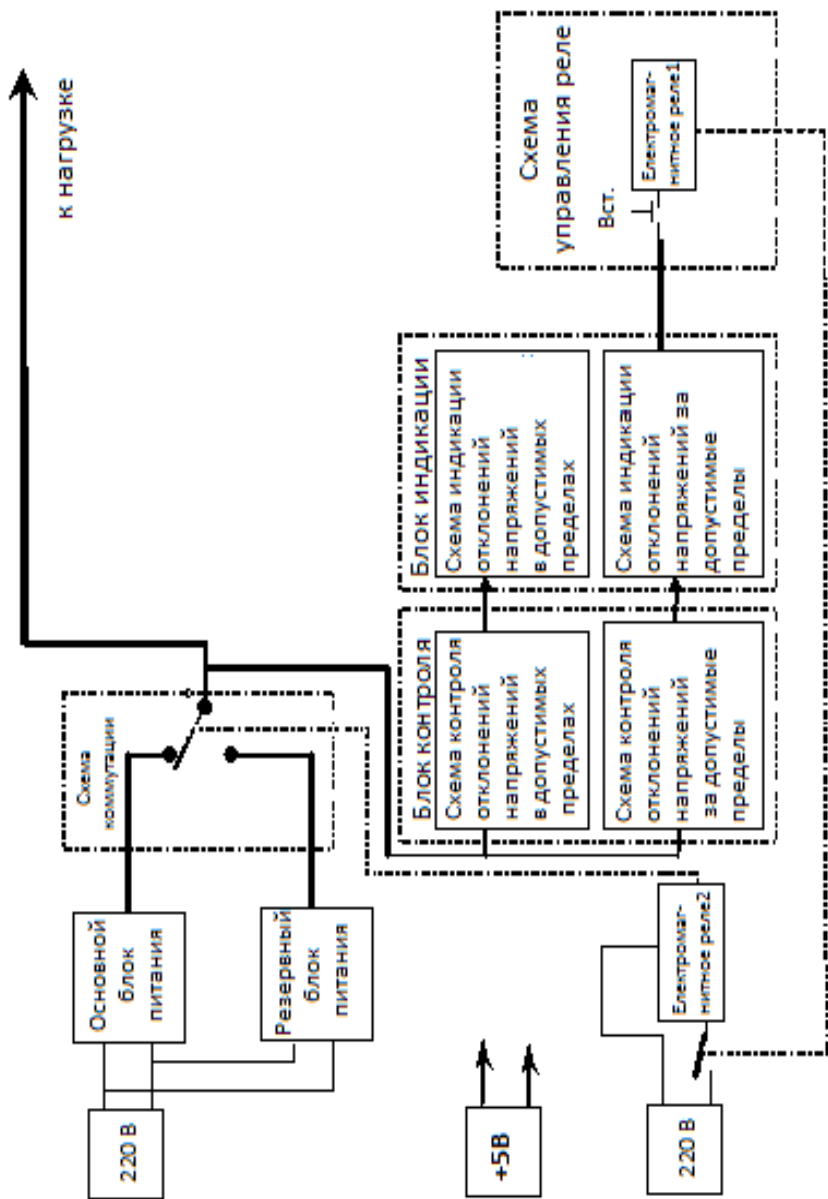 220 В
Основной
блок
питания
Резервный
блок
питания
Схема
коммутации
к нагрузке
+5В
220 В
Електромаг-
нитное реле2
Блок контроля
Схема контроля
отклонений
напряжений
в допустимых
пределах
Схема контроля
отклонений
напряжений
за допустимые
пределы
Блок индикации
Схема индикации
отклонений
напряжений
в допустимых
пределах
Схема индикации
отклонений
напряжений за
допустимые
пределы
Схема
управления реле
Вст.
Електромаг-
нитное реле1